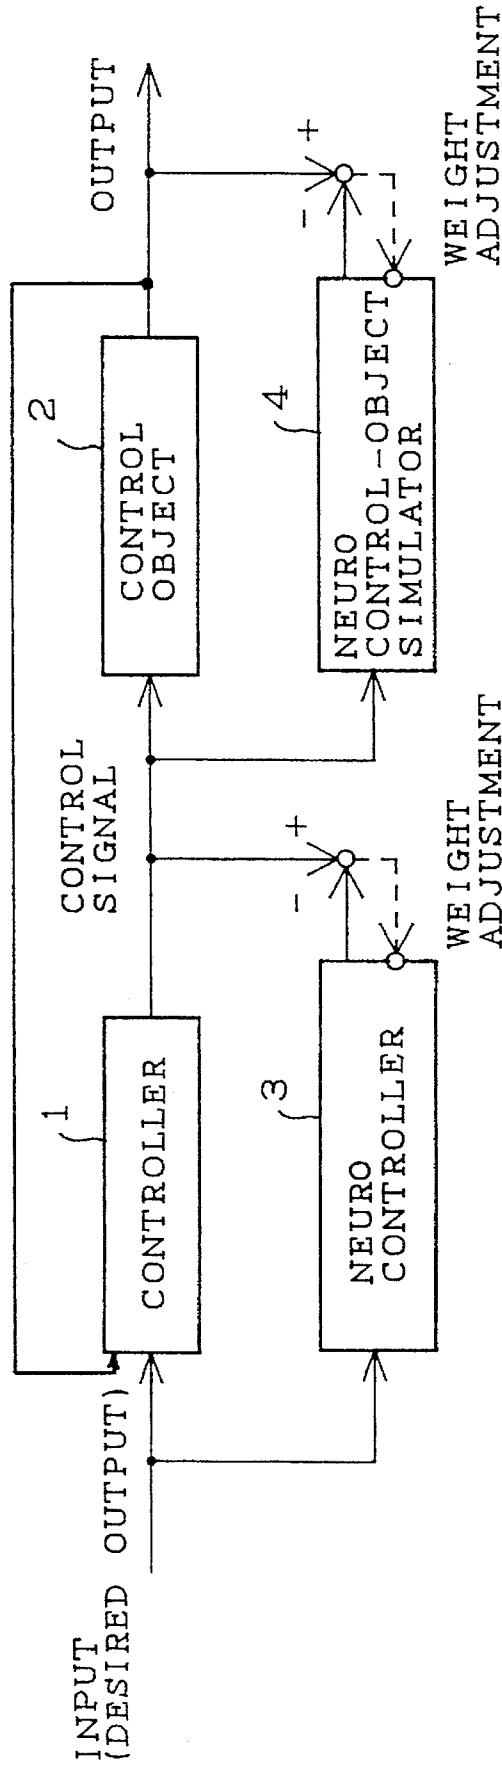 INPUT
(DESIRED OUTPUT)
1
CONTROLLER
CONTROL
SIGNAL
2
CONTROL
OBJECT
OUTPUT
3
NEURO
CONTROLLER
-
+
WEIGHT
ADJUSTMENT
4
NEURO
CONTROL-OBJECT
SIMULATOR
-
+
WEIGHT
ADJUSTMENT